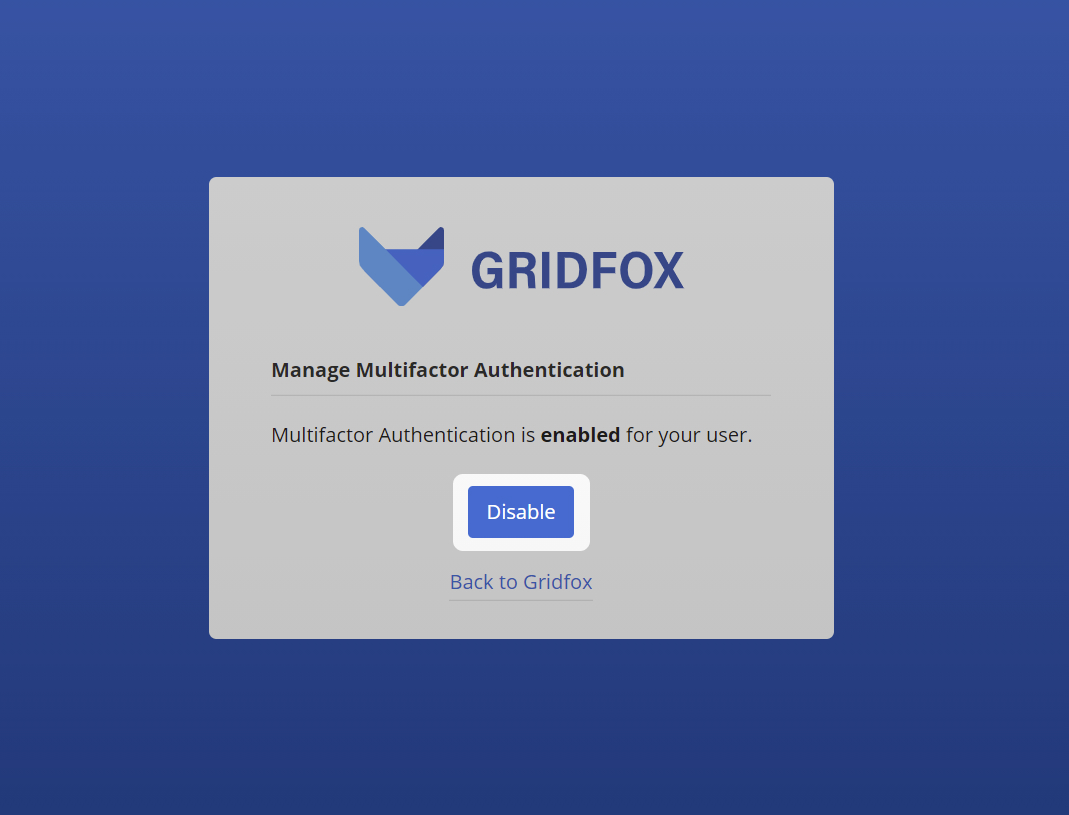 GRIDFOX
Manage Multifactor Authentication
Multifactor Authentication is enabled for your user.
Disable
Back to Gridfox